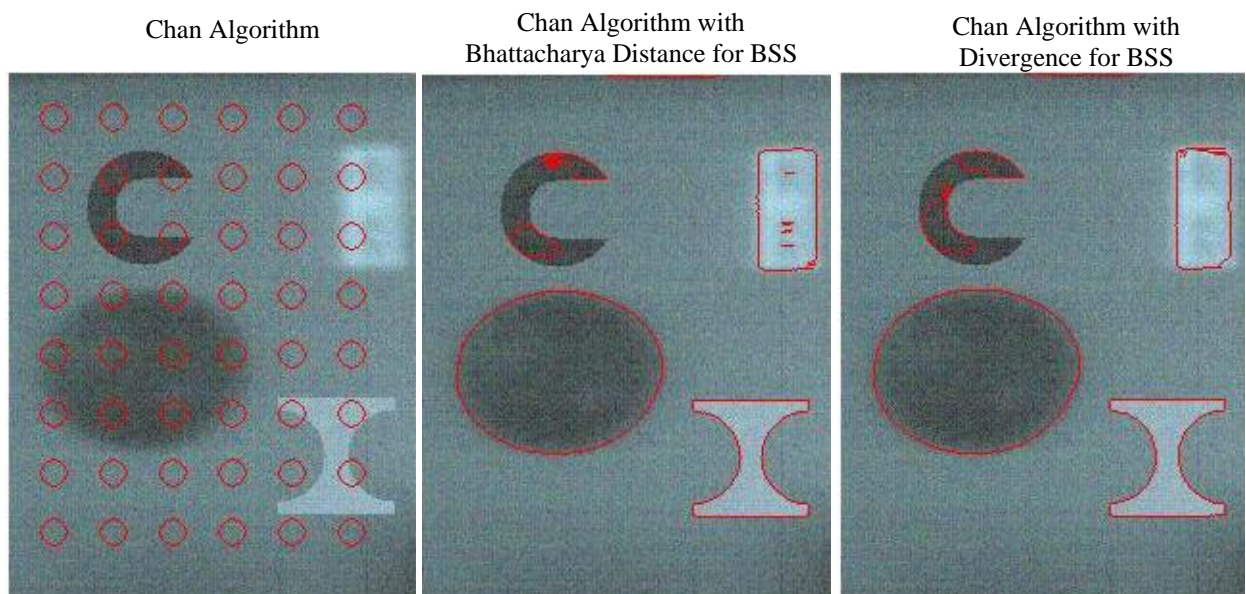 Chan Algorithm
Chan Algorithm with
Bhattacharya Distance for BSS
Chan Algorithm with
Divergence for BSS